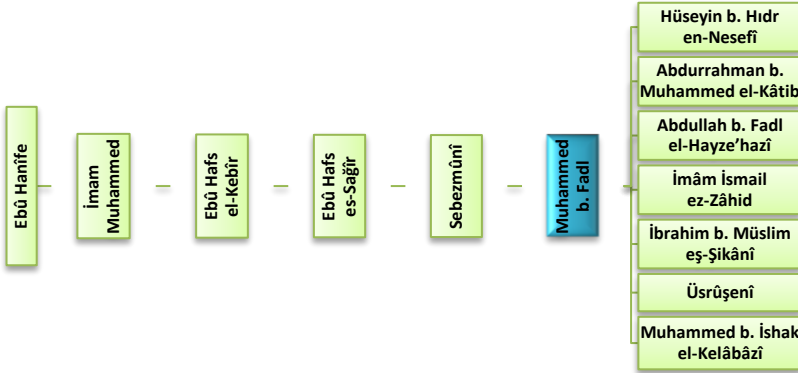 Ebû Hanîfe
İmam
Muhammed
Ebû Hafs
el-Kebîr
Ebû Hafs
es-Sağîr
Sebezmûnî
Muhammed
b. Fadl
Hüseyin b. Hıdr
en-Nesefî
Abdurrahman b.
Muhammed el-Kâtib
Abdullah b. Fadl
el-Hayze’hazî
İmâm İsmail
ez-Zâhid
İbrahim b. Müslim
eş-Şikânî
Üsrûşenî
Muhammed b. İshak
el-Kelâbâzî